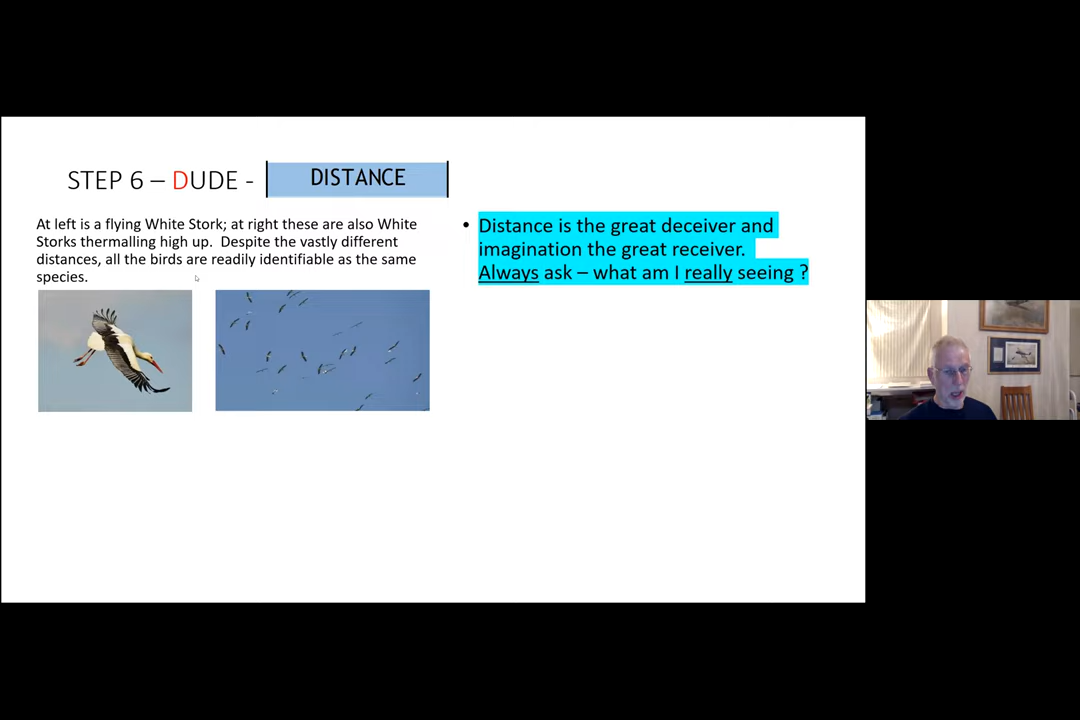 STEP 6 – DUDE - DISTANCE
At left is a flying White Stork; at right these are also White
Storks thermalling high up.  Despite the vastly different
distances, all the birds are readily identifiable as the same
species.
• Distance is the great deceiver and
imagination the great receiver.
Always ask – what am I really seeing ?